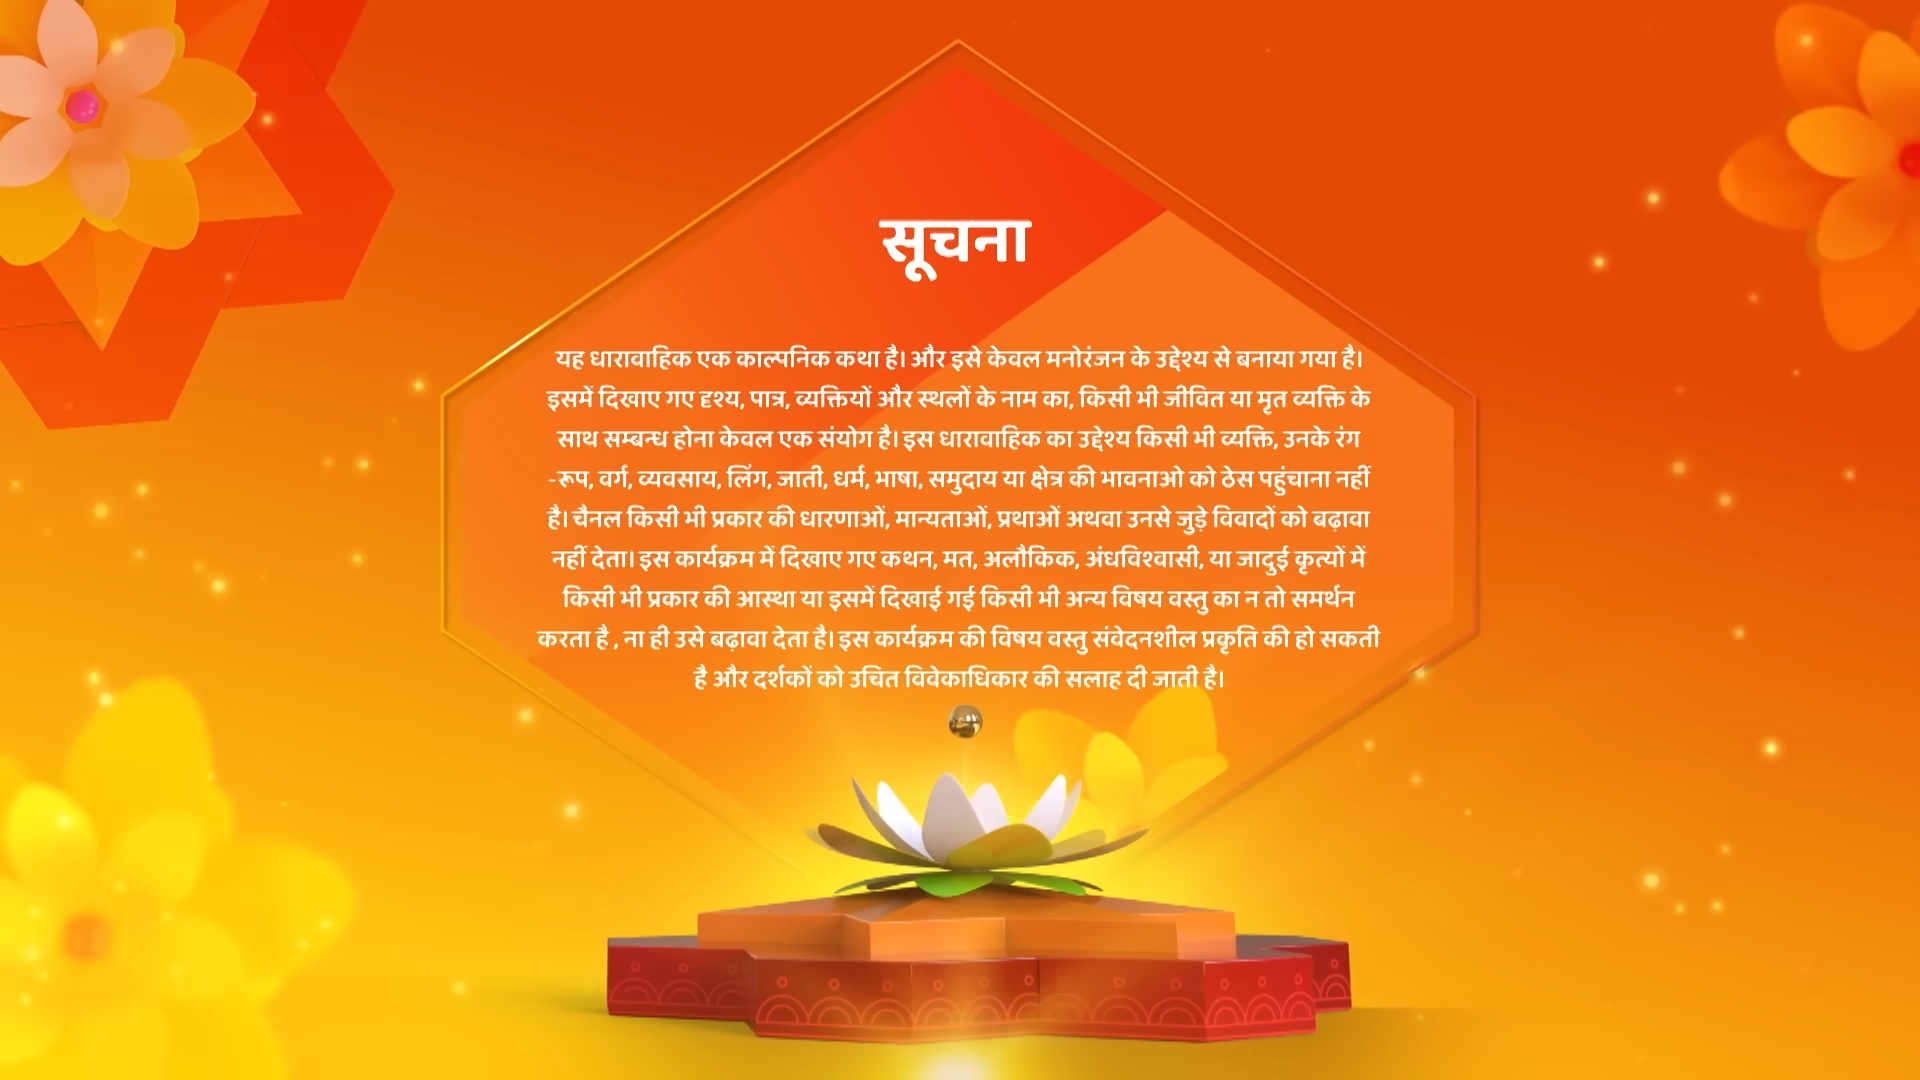 सूचना
यह धारावाहिक एक काल्पनिक कथा है। और इसे केवल मनोरंजन के उद्देश्य से बनाया गया है।
इसमें दिखाए गए दृश्य, पात्र, व्यक्तियों और स्थलों के नाम का, किसी भी जीवित या मृत व्यक्ति के
साथ सम्बन्ध होना केवल एक संयोग है। इस धारावाहिक का उद्देश्य किसी भी व्यक्ति, उनके रंग
-रूप, वर्ग, व्यवसाय, लिंग, जाती, धर्म, भाषा, समुदाय या क्षेत्र की भावनाओ को ठेस पहुंचाना नहीं
है। चैनल किसी भी प्रकार की धारणाओं, मान्यताओं, प्रथाओं अथवा उनसे जुड़े विवादों को बढ़ावा
नहीं देता। इस कार्यक्रम में दिखाए गए कथन, मत, अलौकिक, अंधविश्वासी, या जादुई कृत्यों में
किसी भी प्रकार की आस्था या इसमें दिखाई गई किसी भी अन्य विषय वस्तु का न तो समर्थन
करता है , ना ही उसे बढ़ावा देता है। इस कार्यक्रम की विषय वस्तु संवेदनशील प्रकृति की हो सकती
है और दर्शकों को उचित विवेकाधिकार की सलाह दी जाती है।